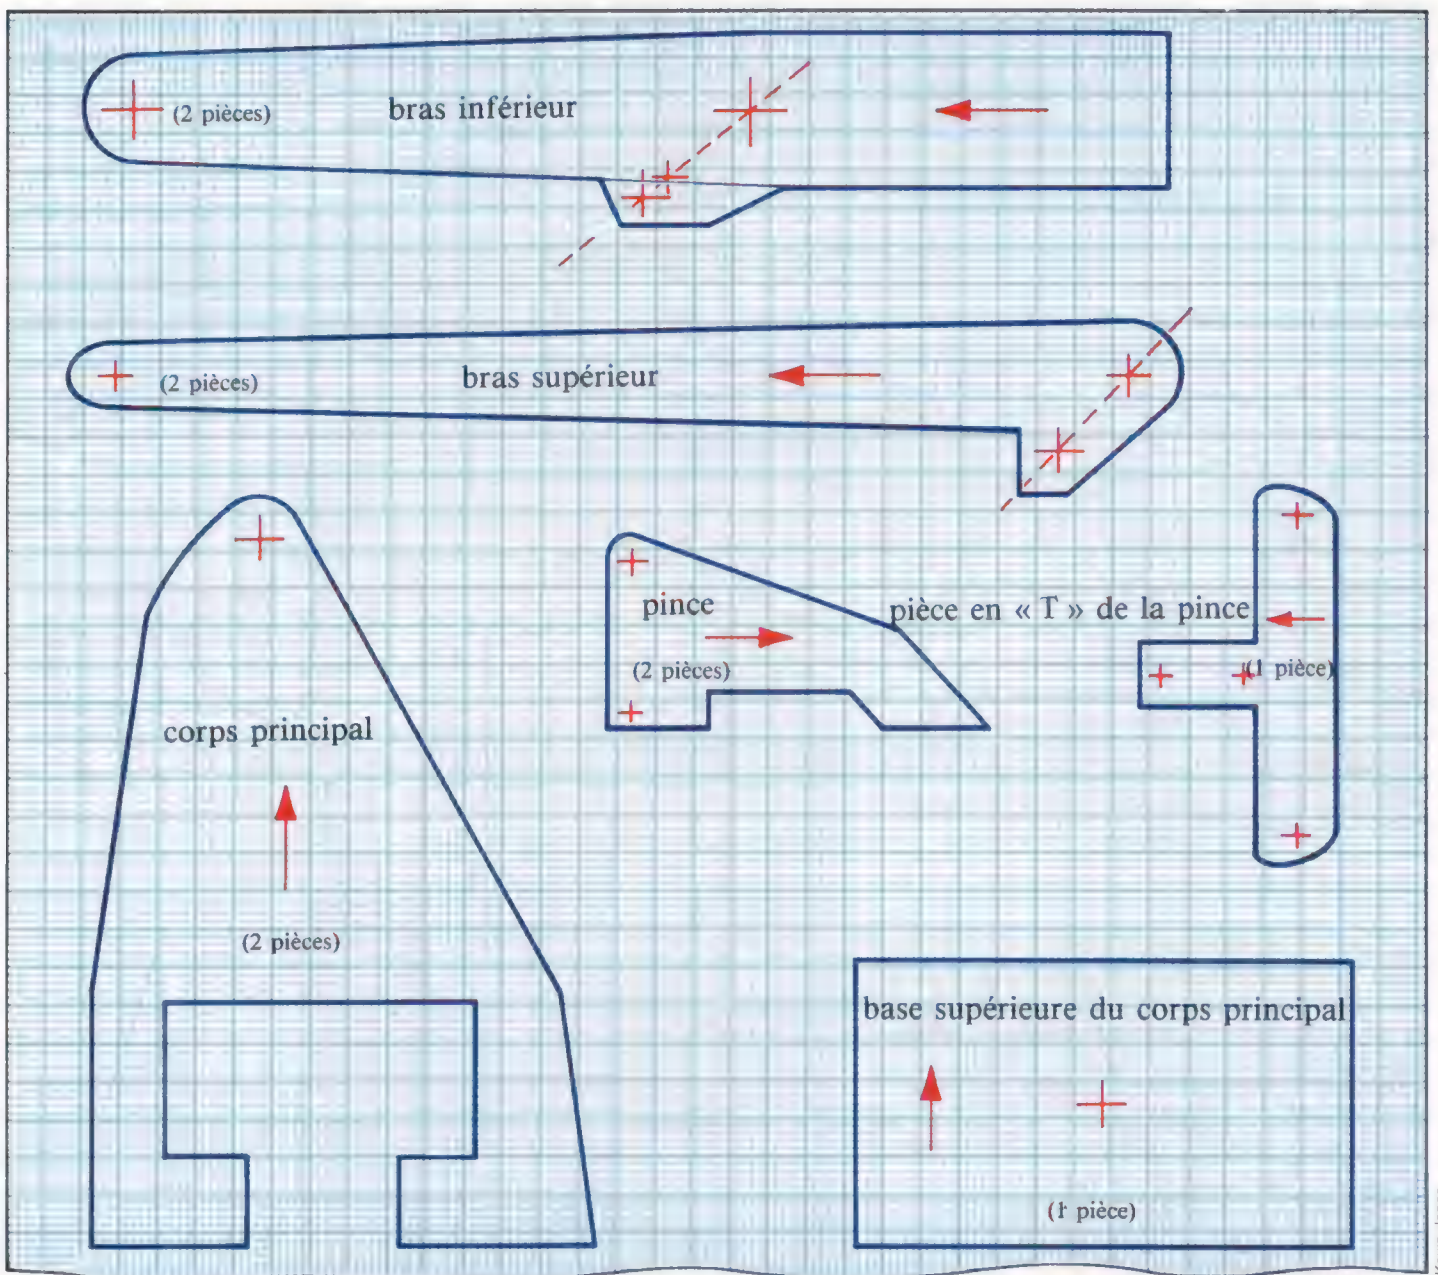 bras inférieur
(2 pièces)
bras supérieur
(2 pièces)
pince
(2 pièces)
pièce en « T » de la pince
(1 pièce)
corps principal
(2 pièces)
base supérieure du corps principal
(1 pièce)